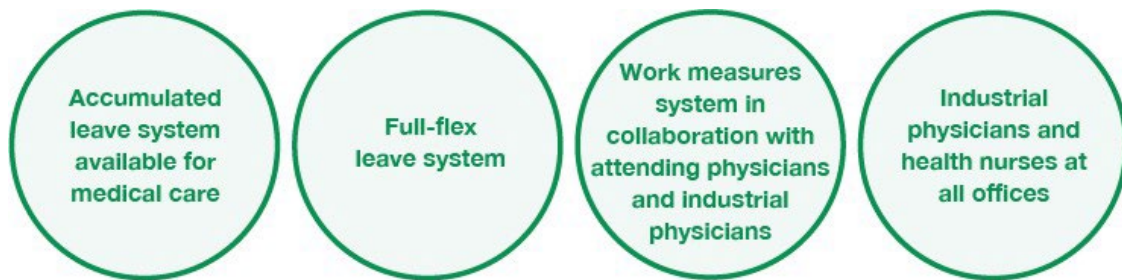 Accumulated
leave system
available for
medical care
Full-flex
leave system
Work measures
system in
collaboration with
attending physicians
and industrial
physicians
Industrial
physicians and
health nurses at
all offices